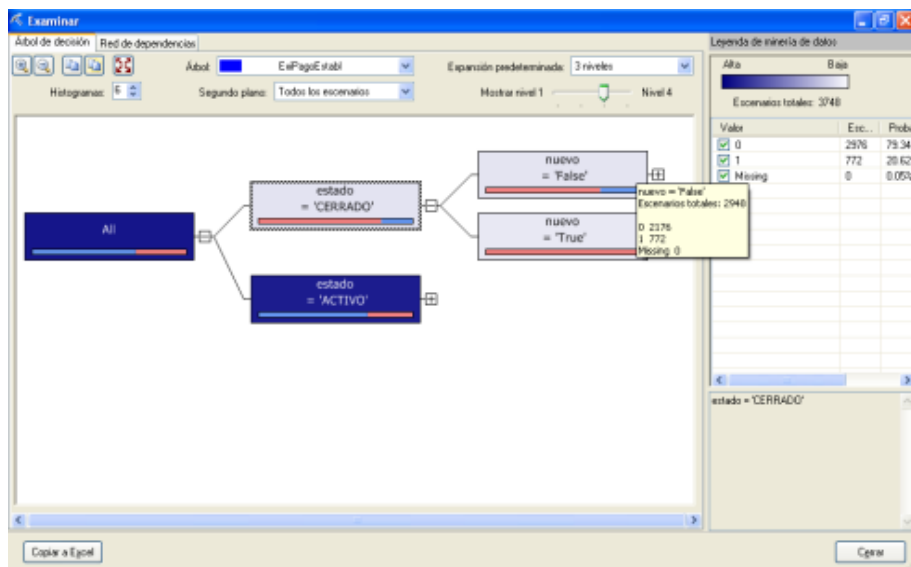 Examinar
Árbol de decisión
Red de dependencias
Árbol:
EnPagoEstabl
Expansión predeterminada:
3 niveles
Histogramas:
6
Segundo plano:
Todos los escenarios
Mostrar nivel 1
Nivel 4
All
estado
= 'CERRADO'
estado
= 'ACTIVO'
nuevo
= 'False'
nuevo
= 'True'
nuevo = 'False'
Escenarios totales: 2948
0 2176
1 772
Missing 0
Leyenda de minería de datos
Alta
Baja
Escenarios totales: 3748
Valor
Esc...
Proba
0
2976
79.34
1
772
20.62
Missing
0
0.05%
estado = 'CERRADO'
Copiar a Excel
Cerrar